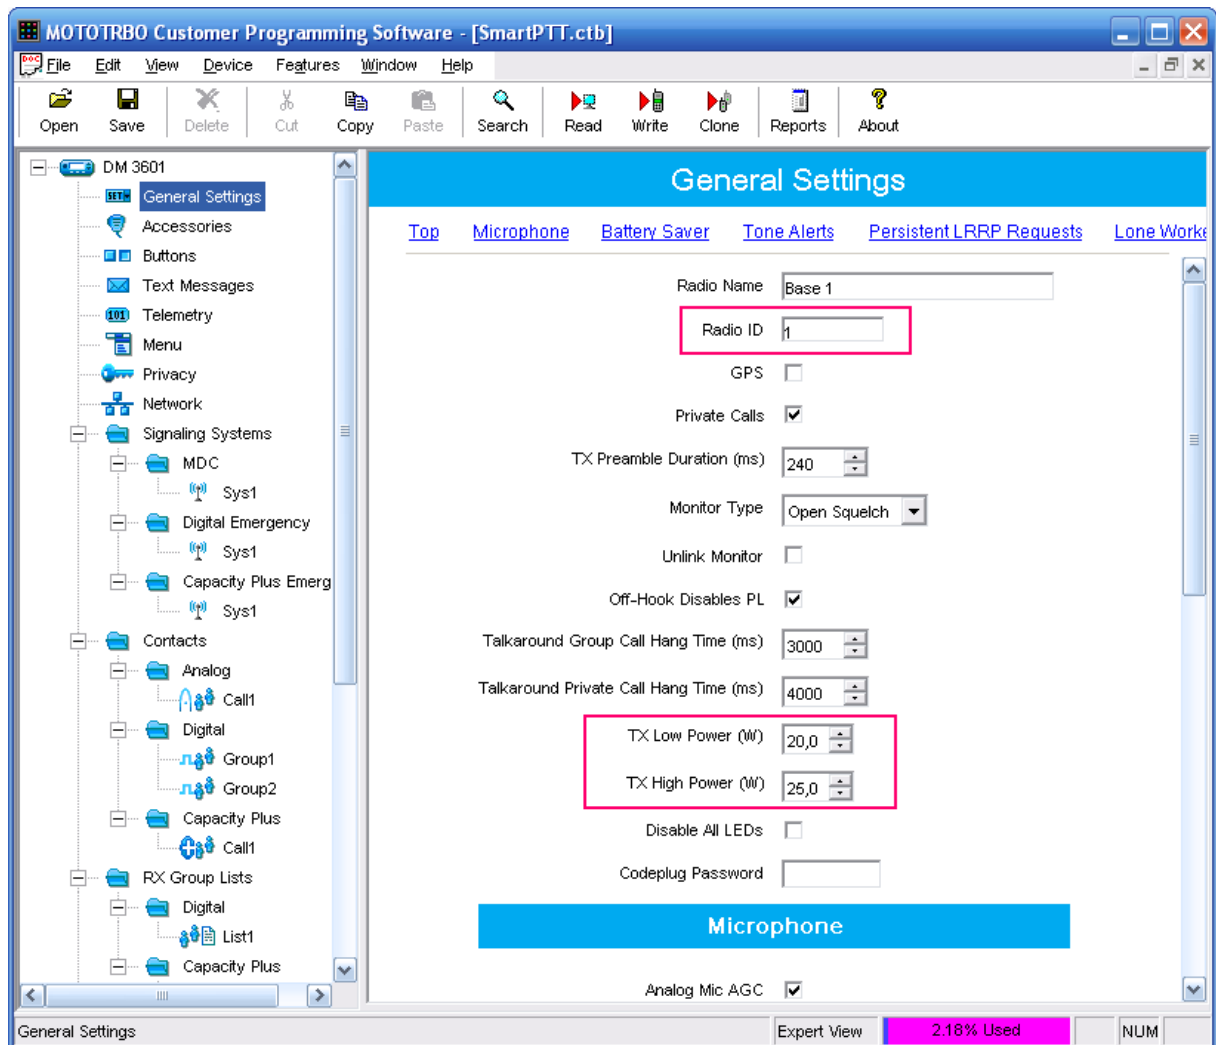 MOTOTRBO Customer Programming Software - [SmartPTT.ctb]
File Edit View Device Features Window Help
Open Save Delete Cut Copy Paste Search Read Write Clone Reports About
DM 3601
General Settings
Accessories
Buttons
Text Messages
Telemetry
Menu
Privacy
Network
Signaling Systems
MDC
Sys1
Digital Emergency
Sys1
Capacity Plus Emerg
Sys1
Contacts
Analog
Call1
Digital
Group1
Group2
Capacity Plus
Call1
RX Group Lists
Digital
List1
Capacity Plus
General Settings
Top Microphone Battery Saver Tone Alerts Persistent LRRP Requests Lone Worke
Radio Name Base 1
Radio ID 1
GPS
Private Calls
TX Preamble Duration (ms) 240
Monitor Type Open Squelch
Unlink Monitor
Off-Hook Disables PL
Talkaround Group Call Hang Time (ms) 3000
Talkaround Private Call Hang Time (ms) 4000
TX Low Power (W) 20,0
TX High Power (W) 25,0
Disable All LEDs
Codeplug Password
Microphone
Analog Mic AGC
General Settings Expert View 2.18% Used NUM